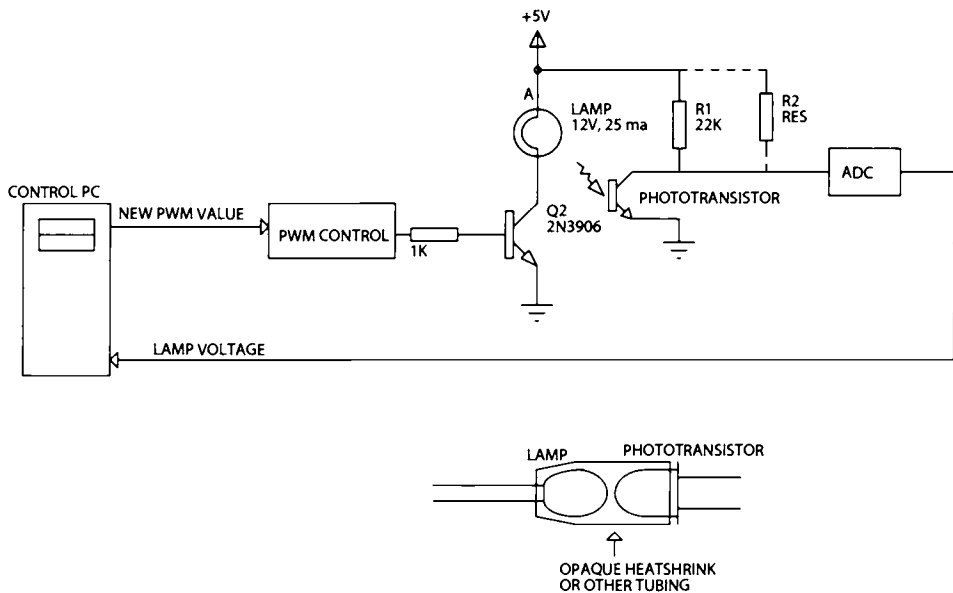 +5V
A
LAMP
12V, 25 ma
R1
22K
R2
RES
ADC
PHOTOTRANSISTOR
CONTROL PC
NEW PWM VALUE
PWM CONTROL
1K
Q2
2N3906
LAMP VOLTAGE
LAMP
PHOTOTRANSISTOR
OPAQUE HEATSHRINK
OR OTHER TUBING